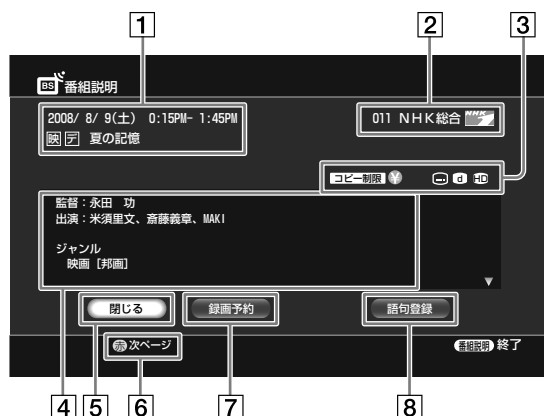 1
2
3
BS 番組説明
2008/ 8/ 9(土) 0:15PM- 1:45PM
映 デ 夏の記憶
011 NHK総合 NHK
コピー制限 ¥ d HD
監督：永田 功
出演：米須里文、斎藤義章、MAKI
ジャンル
映画［邦画］
▼
閉じる
録画予約
語句登録
赤 次ページ
番組説明 終了
4
5
6
7
8